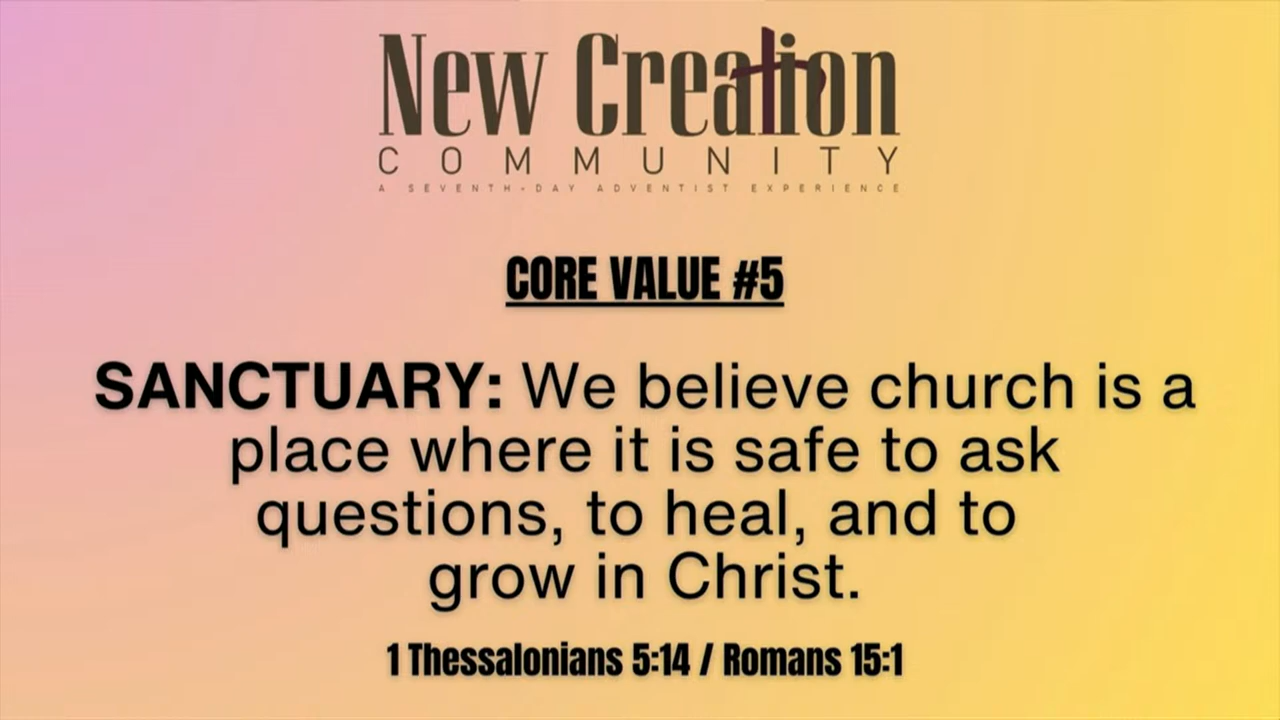 New Creation
COMMUNITY
A SEVENTH-DAY ADVENTIST EXPERIENCE
CORE VALUE #5
SANCTUARY: We believe church is a
place where it is safe to ask
questions, to heal, and to
grow in Christ.
1 Thessalonians 5:14 / Romans 15:1